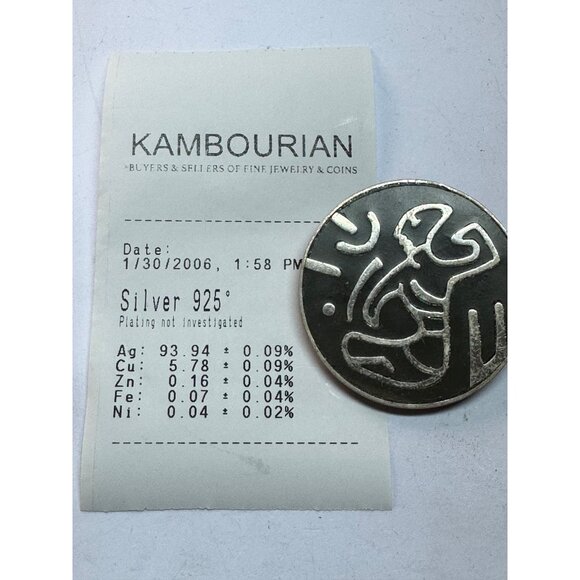 KAMBOURIAN
BUYERS & SELLERS OF FINE JEWELRY & COINS
Date:
1/30/2006, 1:58 PM
Silver 925°
Plating not investigated
Ag: 93.94 ± 0.09%
Cu: 5.78 ± 0.09%
Zn: 0.16 ± 0.04%
Fe: 0.07 ± 0.04%
Ni: 0.04 ± 0.02%